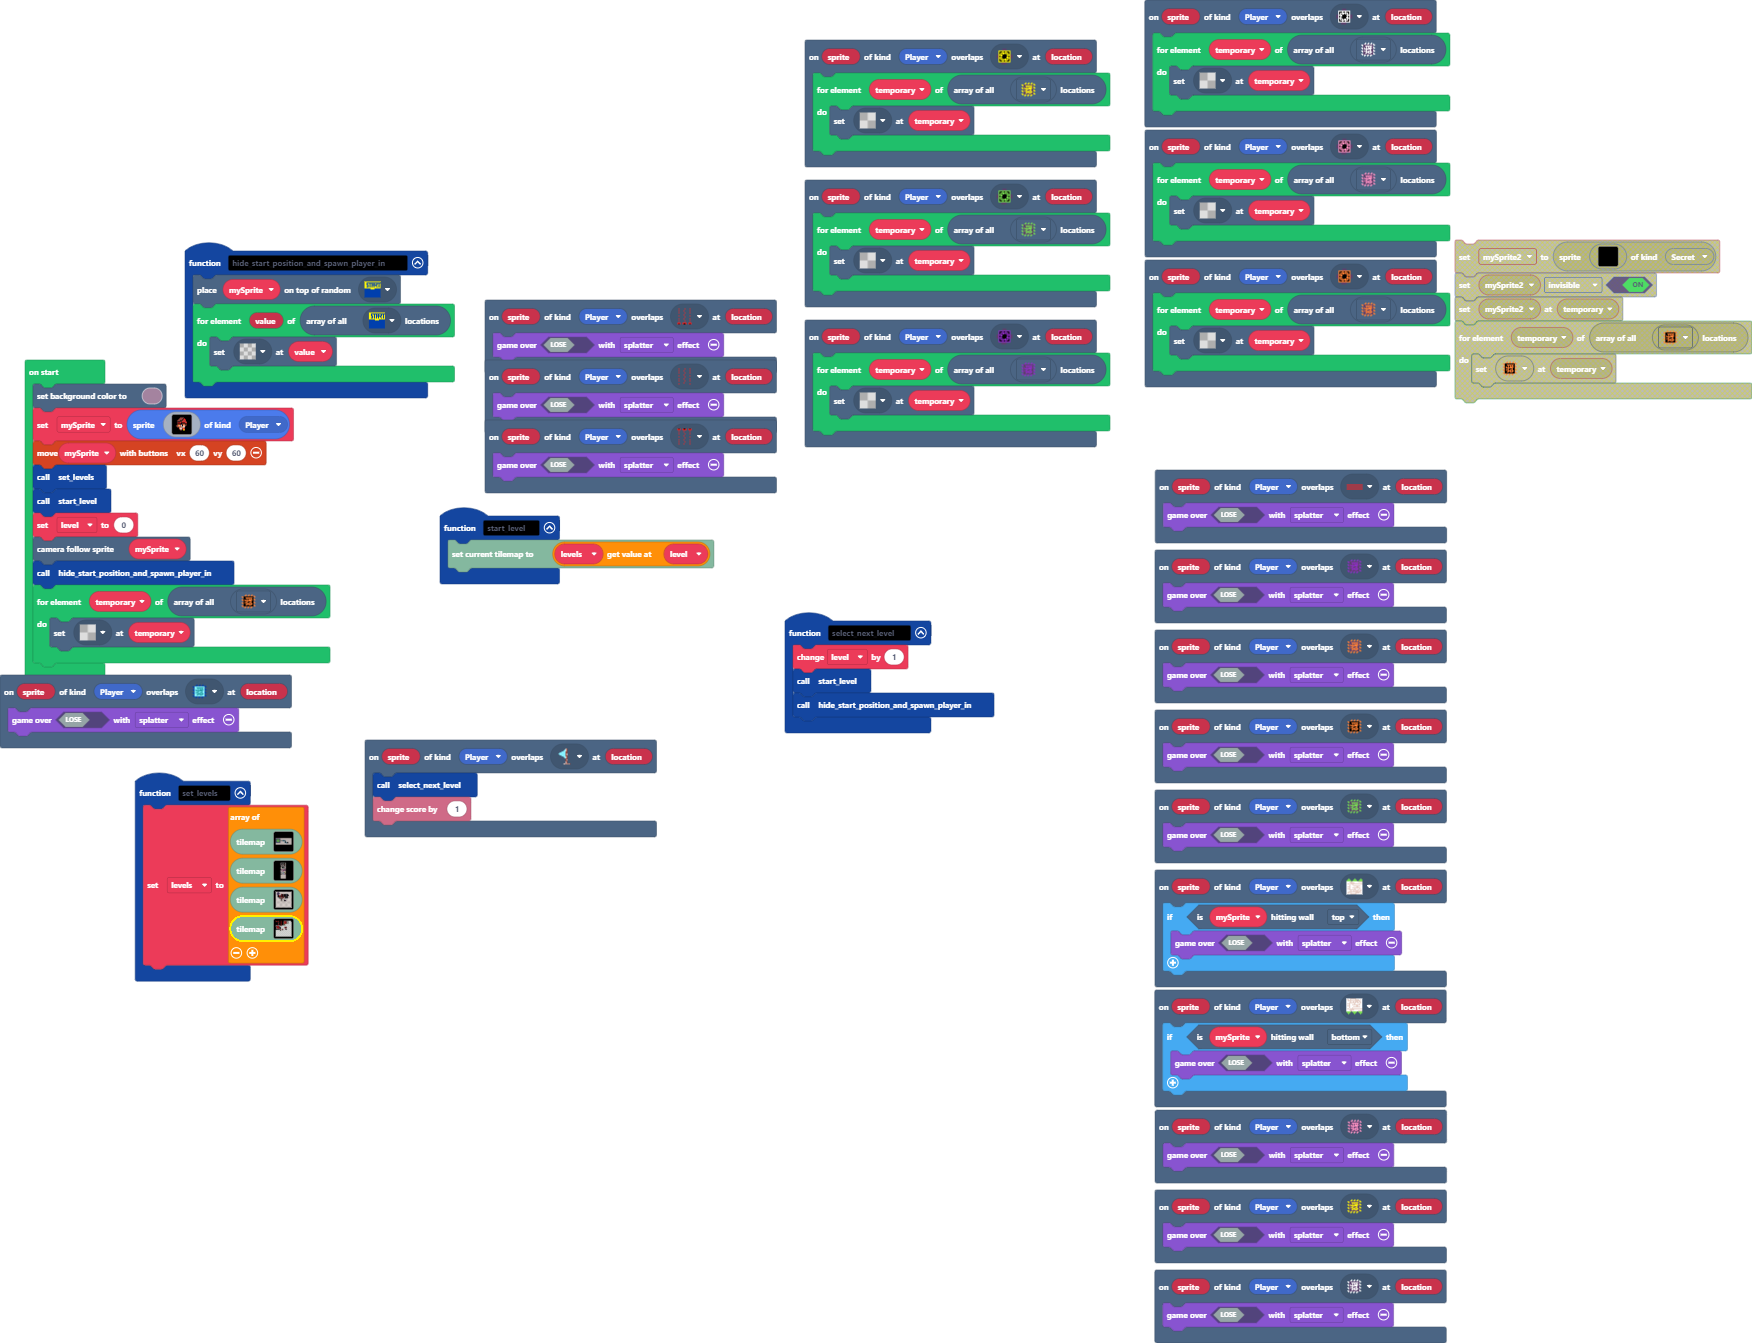 function hide_start_position_and_spawn_player_in
place mySprite on top of random START
for element value of array of all START locations
do
set at value
on start
set background color to
set mySprite to sprite of kind Player
move mySprite with buttons vx 60 vy 60
call set_levels
call start_level
set level to 0
camera follow sprite mySprite
call hide_start_position_and_spawn_player_in
for element temporary of array of all locations
do
set at temporary
on sprite of kind Player overlaps at location
game over LOSE with splatter effect
function set levels
set levels to
array of
tilemap
tilemap
tilemap
tilemap
on sprite of kind Player overlaps at location
game over LOSE with splatter effect
on sprite of kind Player overlaps at location
game over LOSE with splatter effect
on sprite of kind Player overlaps at location
game over LOSE with splatter effect
function start level
set current tilemap to levels get value at level
on sprite of kind Player overlaps at location
call select_next_level
change score by 1
on sprite of kind Player overlaps at location
for element temporary of array of all locations
do
set at temporary
on sprite of kind Player overlaps at location
for element temporary of array of all locations
do
set at temporary
on sprite of kind Player overlaps at location
for element temporary of array of all locations
do
set at temporary
function select next level
change level by 1
call start_level
call hide_start_position_and_spawn_player_in
on sprite of kind Player overlaps at location
for element temporary of array of all locations
do
set at temporary
on sprite of kind Player overlaps at location
for element temporary of array of all locations
do
set at temporary
on sprite of kind Player overlaps at location
for element temporary of array of all locations
do
set at temporary
set mySprite2 to sprite of kind Secret
set mySprite2 invisible ON
set mySprite2 at temporary
for element temporary of array of all locations
do
set at temporary
on sprite of kind Player overlaps at location
game over LOSE with splatter effect
on sprite of kind Player overlaps at location
game over LOSE with splatter effect
on sprite of kind Player overlaps at location
game over LOSE with splatter effect
on sprite of kind Player overlaps at location
game over LOSE with splatter effect
on sprite of kind Player overlaps at location
game over LOSE with splatter effect
on sprite of kind Player overlaps at location
if is mySprite hitting wall top then
game over LOSE with splatter effect
on sprite of kind Player overlaps at location
if is mySprite hitting wall bottom then
game over LOSE with splatter effect
on sprite of kind Player overlaps at location
game over LOSE with splatter effect
on sprite of kind Player overlaps at location
game over LOSE with splatter effect
on sprite of kind Player overlaps at location
game over LOSE with splatter effect